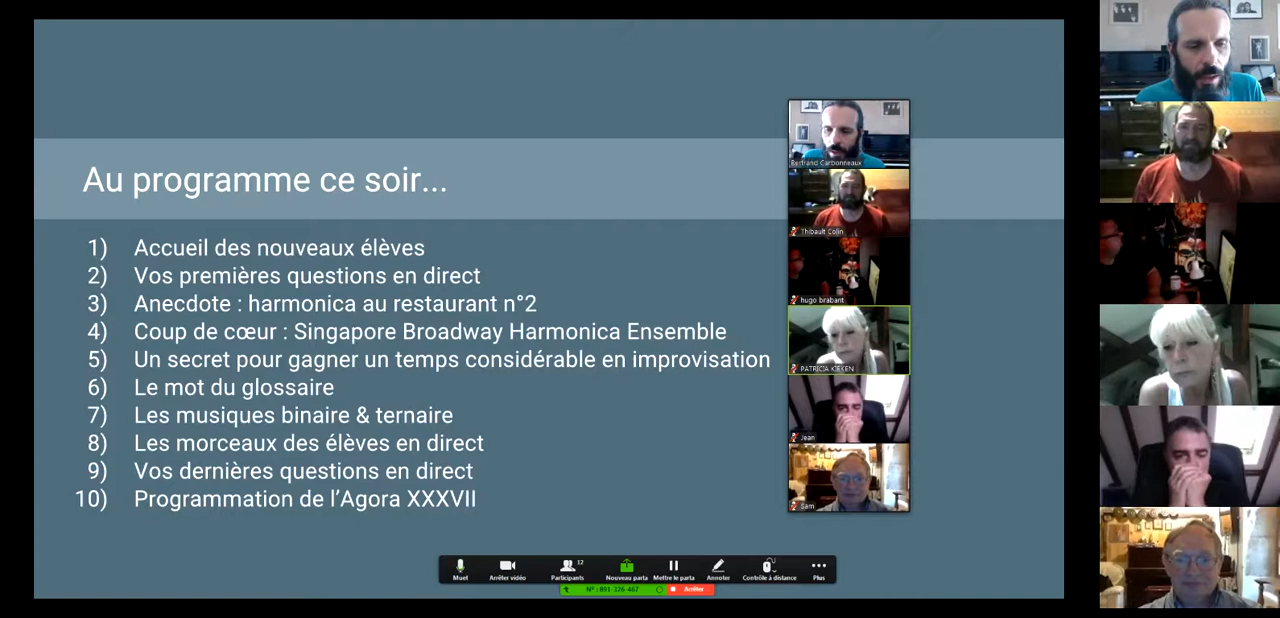 Au programme ce soir...
1) Accueil des nouveaux élèves
2) Vos premières questions en direct
3) Anecdote : harmonica au restaurant n°2
4) Coup de cœur : Singapore Broadway Harmonica Ensemble
5) Un secret pour gagner un temps considérable en improvisation
6) Le mot du glossaire
7) Les musiques binaire & ternaire
8) Les morceaux des élèves en direct
9) Vos dernières questions en direct
10) Programmation de l'Agora XXXVII
Bertrand Carbonneaux
Thibault Colin
hugo brabant
PATRICIA KIEKEN
Jean
Sam
12
Muet Arrêter vidéo Participants Nouveau parta Mettre le parta Annoter Contrôle à distance Plus
N° : 891-376-467 Arrêter